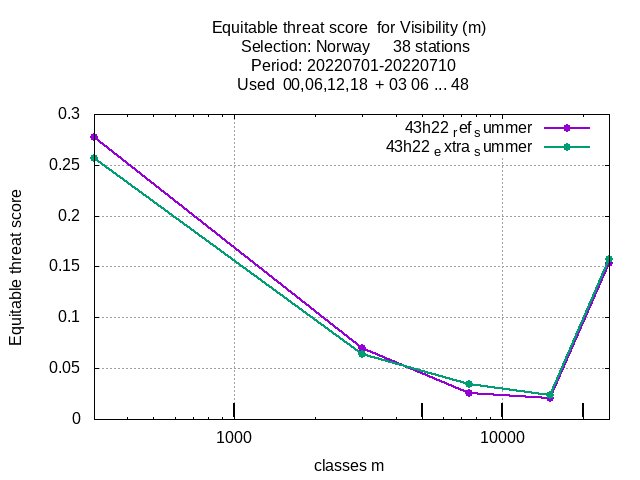 Equitable threat score  for Visibility (m)
Selection: Norway     38 stations
Period: 20220701-20220710
Used  00,06,12,18  + 03 06 ... 48
43h22 ref summer
43h22 extra summer
0.3
0.25
0.2
0.15
0.1
0.05
0
Equitable threat score
1000
10000
classes m